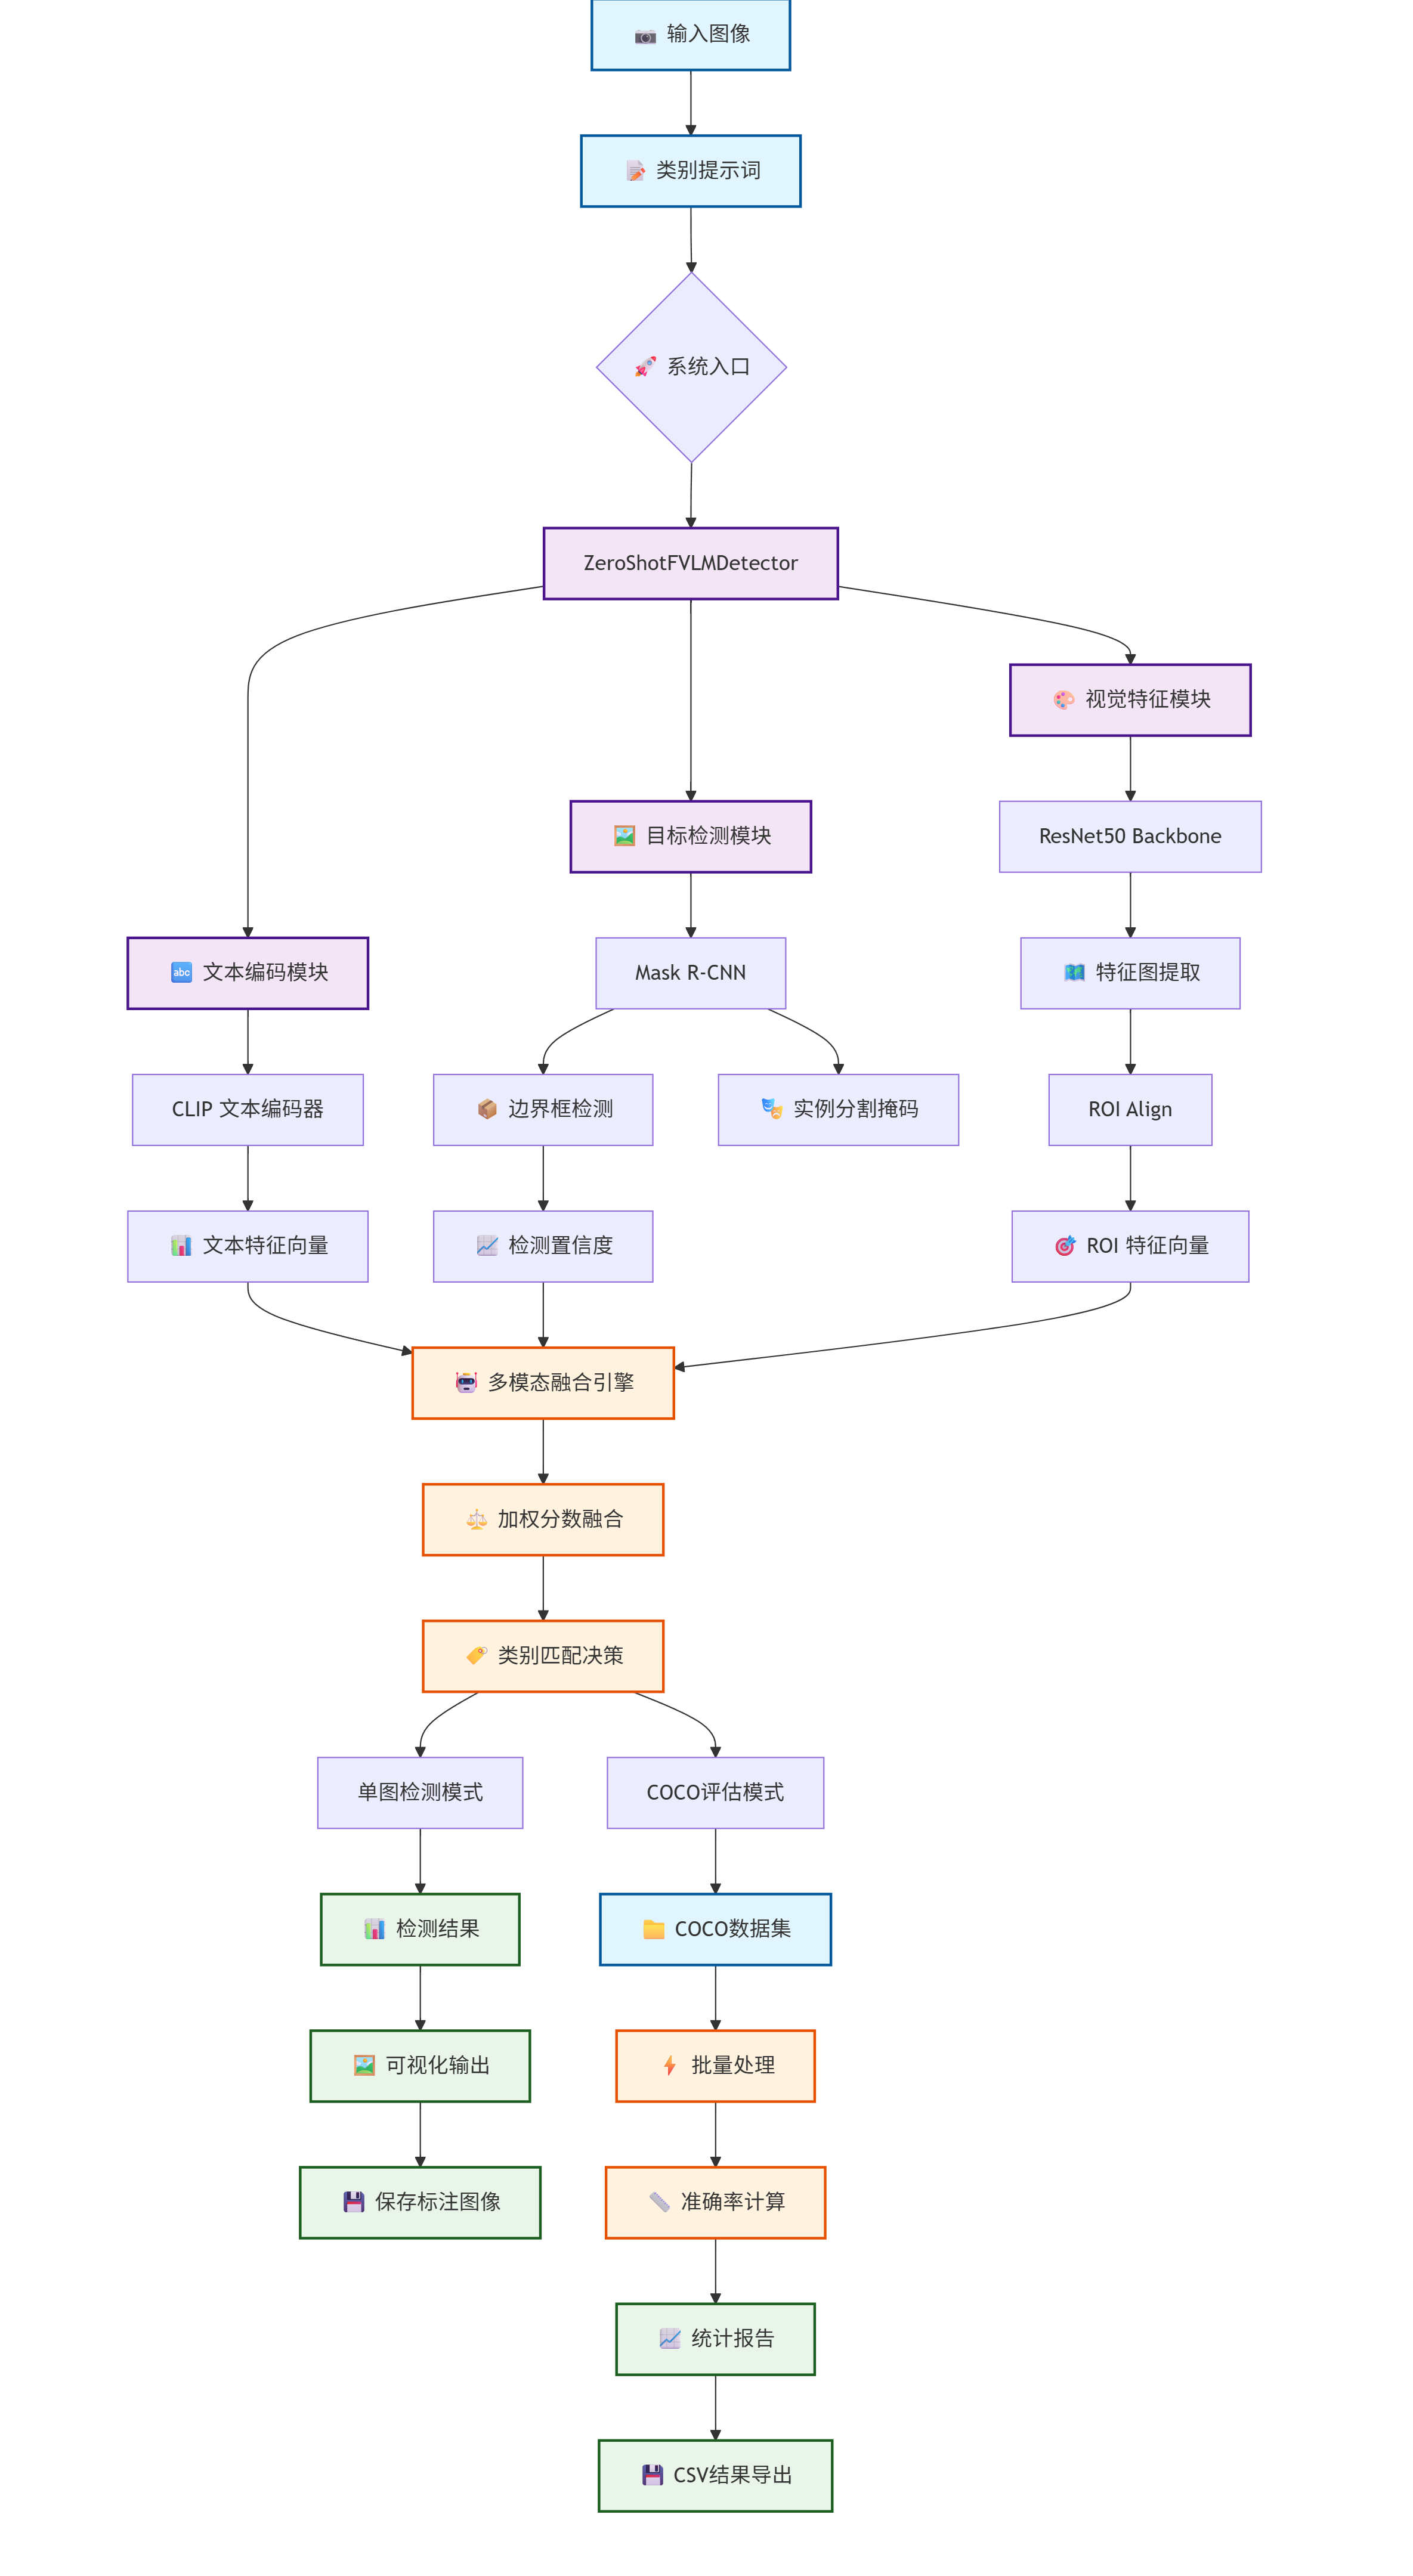 输入图像
类别提示词
系统入口
ZeroShotFVLMDetector
视觉特征模块
目标检测模块
ResNet50 Backbone
abc 文本编码模块
Mask R-CNN
特征图提取
CLIP 文本编码器
边界框检测
实例分割掩码
ROI Align
文本特征向量
检测置信度
ROI 特征向量
多模态融合引擎
加权分数融合
类别匹配决策
单图检测模式
COCO评估模式
检测结果
COCO数据集
可视化输出
批量处理
保存标注图像
准确率计算
统计报告
CSV结果导出